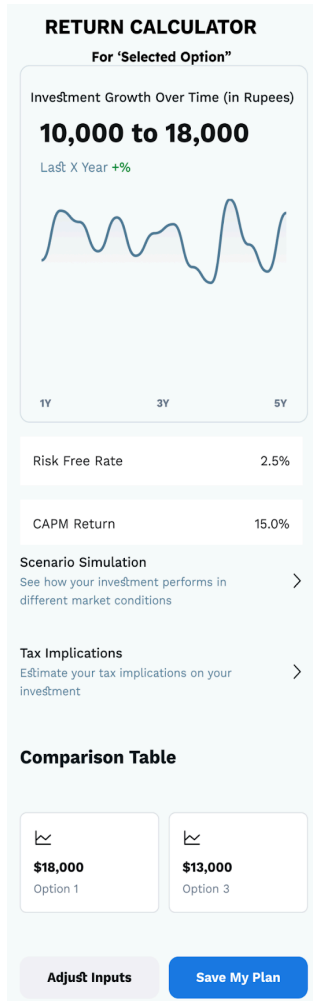 RETURN CALCULATOR
For ‘Selected Option”
Investment Growth Over Time (in Rupees)
10,000 to 18,000
Last X Year +%
1Y 3Y 5Y
Risk Free Rate 2.5%
CAPM Return 15.0%
Scenario Simulation
See how your investment performs in
different market conditions
Tax Implications
Estimate your tax implications on your
investment
Comparison Table
$18,000 $13,000
Option 1 Option 3
Adjust Inputs Save My Plan